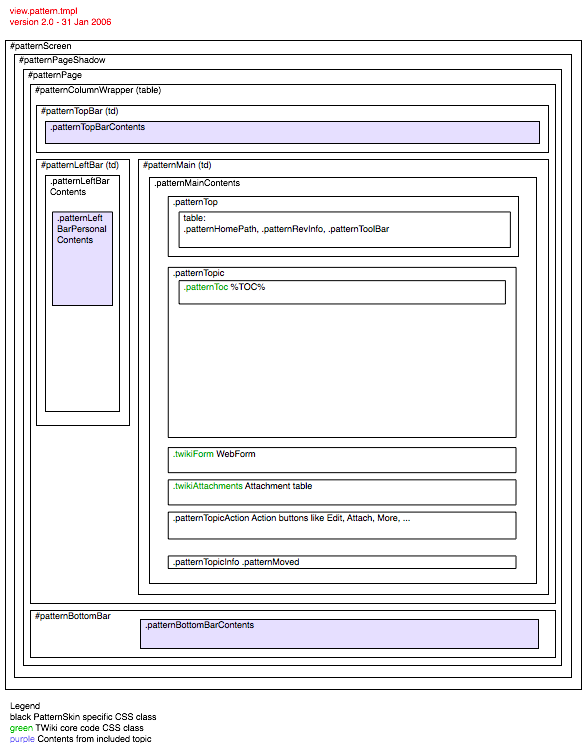 view.pattern.tmpl
version 2.0 - 31 Jan 2006
#patternScreen
#patternPageShadow
#patternPage
#patternColumnWrapper (table)
#patternTopBar (td)
.patternTopBarContents
#patternLeftBar (td)
.patternLeftBar
Contents
.patternLeft
BarPersonal
Contents
#patternMain (td)
.patternMainContents
.patternTop
table:
.patternHomePath, .patternRevInfo, .patternToolBar
.patternTopic
.patternToc %TOC%
.twikiForm WebForm
.twikiAttachments Attachment table
.patternTopicAction Action buttons like Edit, Attach, More, ...
.patternTopicInfo .patternMoved
#patternBottomBar
.patternBottomBarContents
Legend
black PatternSkin specific CSS class
green TWiki core code CSS class
purple Contents from included topic